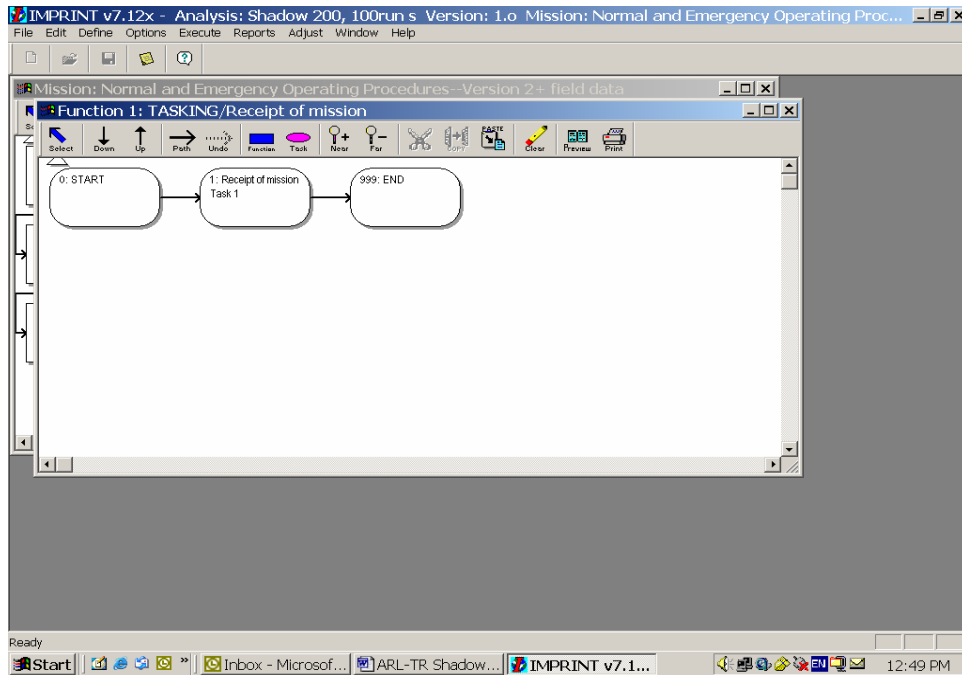 IMPRINT v7.12x - Analysis: Shadow 200, 100run s Version: 1.o Mission: Normal and Emergency Operating Proc...
File Edit Define Options Execute Reports Adjust Window Help
Mission: Normal and Emergency Operating Procedures--Version 2+ field data
Function 1: TASKING/Receipt of mission
Select Down Up Path Undo Function Task Near Far COPY PASTE Clear Preview Print
0: START
1: Receipt of mission
Task 1
999: END
Ready
Start » Inbox - Microsof... ARL-TR Shadow... IMPRINT v7.1... EN 12:49 PM